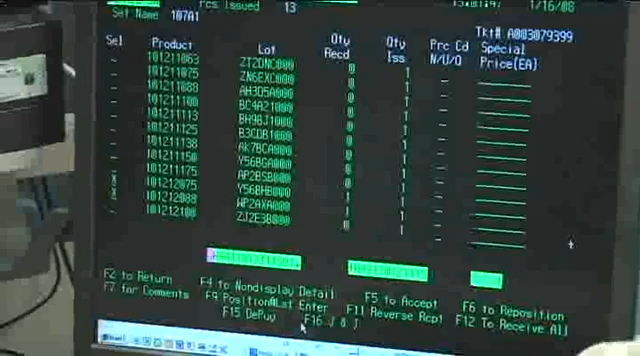 Pcs Issued 13 1/16/08
Set Name 107A1
Tkt# A003079399
Sel Product Lot Qty Recd Qty Iss Prc Cd N/U/O Special Price(EA)
101211063 ZT2DNC000 0 1
101211075 ZN6EXC000 0 1
101211088 AH3D5A000 0 1
101211100 BC4A21000 0 1
101211113 BH9BJ1000 0 1
101211125 B3CDB1000 0 1
101211138 AK7BCA000 0 1
101211150 Y56BGA000 0 1
101211175 AP2BSB000 0 1
101212075 Y56BHB000 1 1
101212088 WP2AXA000 1 1
101212100 ZJ2E3B000 0 1
F2 to Return F4 to Nondisplay Detail F5 to Accept F6 to Reposition
F7 for Comments F9 Position#Lst Enter F11 Reverse Rcpt F12 To Receive All
F15 DePuy F16 J & J